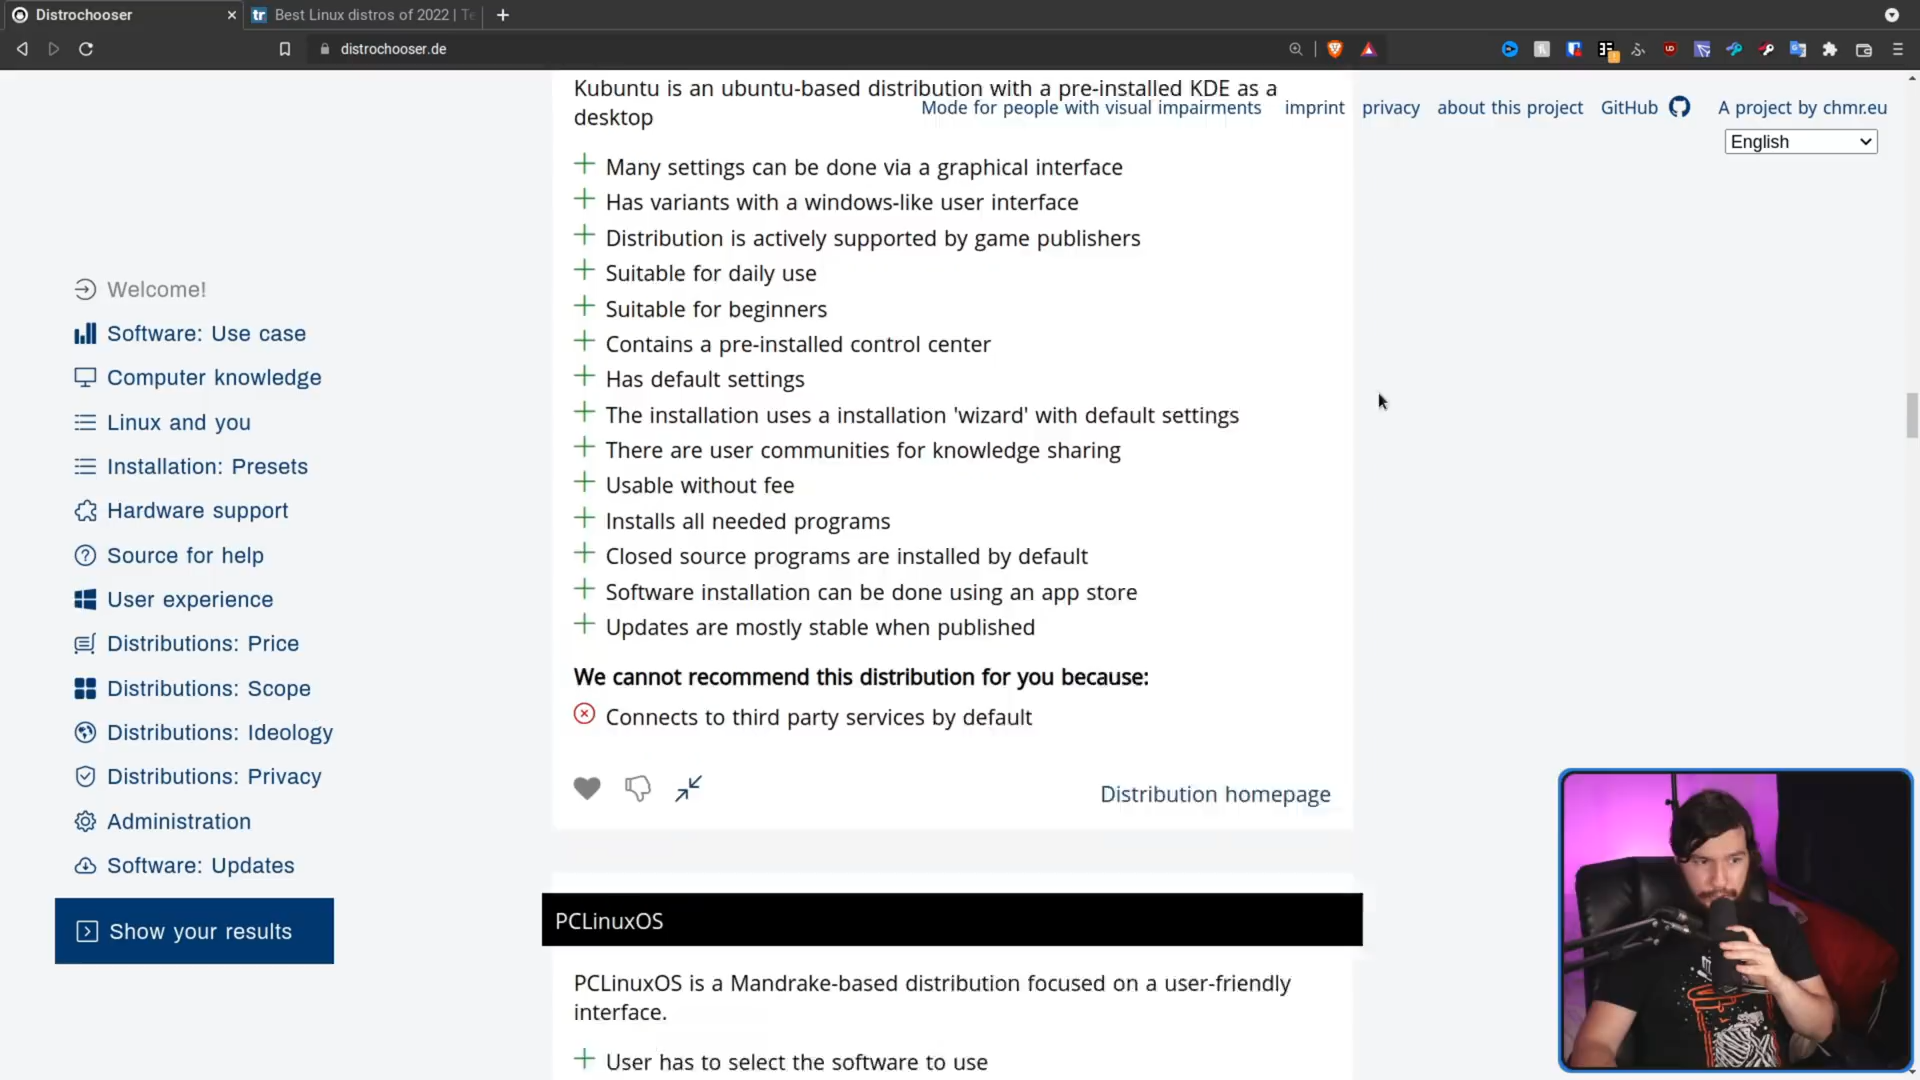 Distrochooser
Best Linux distros of 2022 | Te
distrochooser.de
Mode for people with visual impairments
imprint
privacy
about this project
GitHub
A project by chmr.eu
English
Welcome!
Software: Use case
Computer knowledge
Linux and you
Installation: Presets
Hardware support
Source for help
User experience
Distributions: Price
Distributions: Scope
Distributions: Ideology
Distributions: Privacy
Administration
Software: Updates
Show your results
Kubuntu is an ubuntu-based distribution with a pre-installed KDE as a
desktop
Many settings can be done via a graphical interface
Has variants with a windows-like user interface
Distribution is actively supported by game publishers
Suitable for daily use
Suitable for beginners
Contains a pre-installed control center
Has default settings
The installation uses a installation 'wizard' with default settings
There are user communities for knowledge sharing
Usable without fee
Installs all needed programs
Closed source programs are installed by default
Software installation can be done using an app store
Updates are mostly stable when published
We cannot recommend this distribution for you because:
Connects to third party services by default
Distribution homepage
PCLinuxOS
PCLinuxOS is a Mandrake-based distribution focused on a user-friendly
interface.
User has to select the software to use